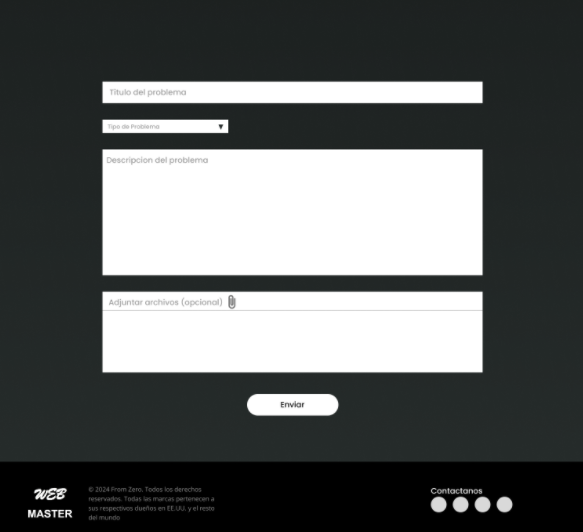 Titulo del problema
Tipo de Problema
Descripcion del problema
Adjuntar archivos (opcional)
Enviar
WEB
MASTER
© 2024 From Zero. Todos los derechos
reservados. Todas las marcas pertenecen a
sus respectivos dueños en EE.UU. y el resto
del mundo
Contactanos